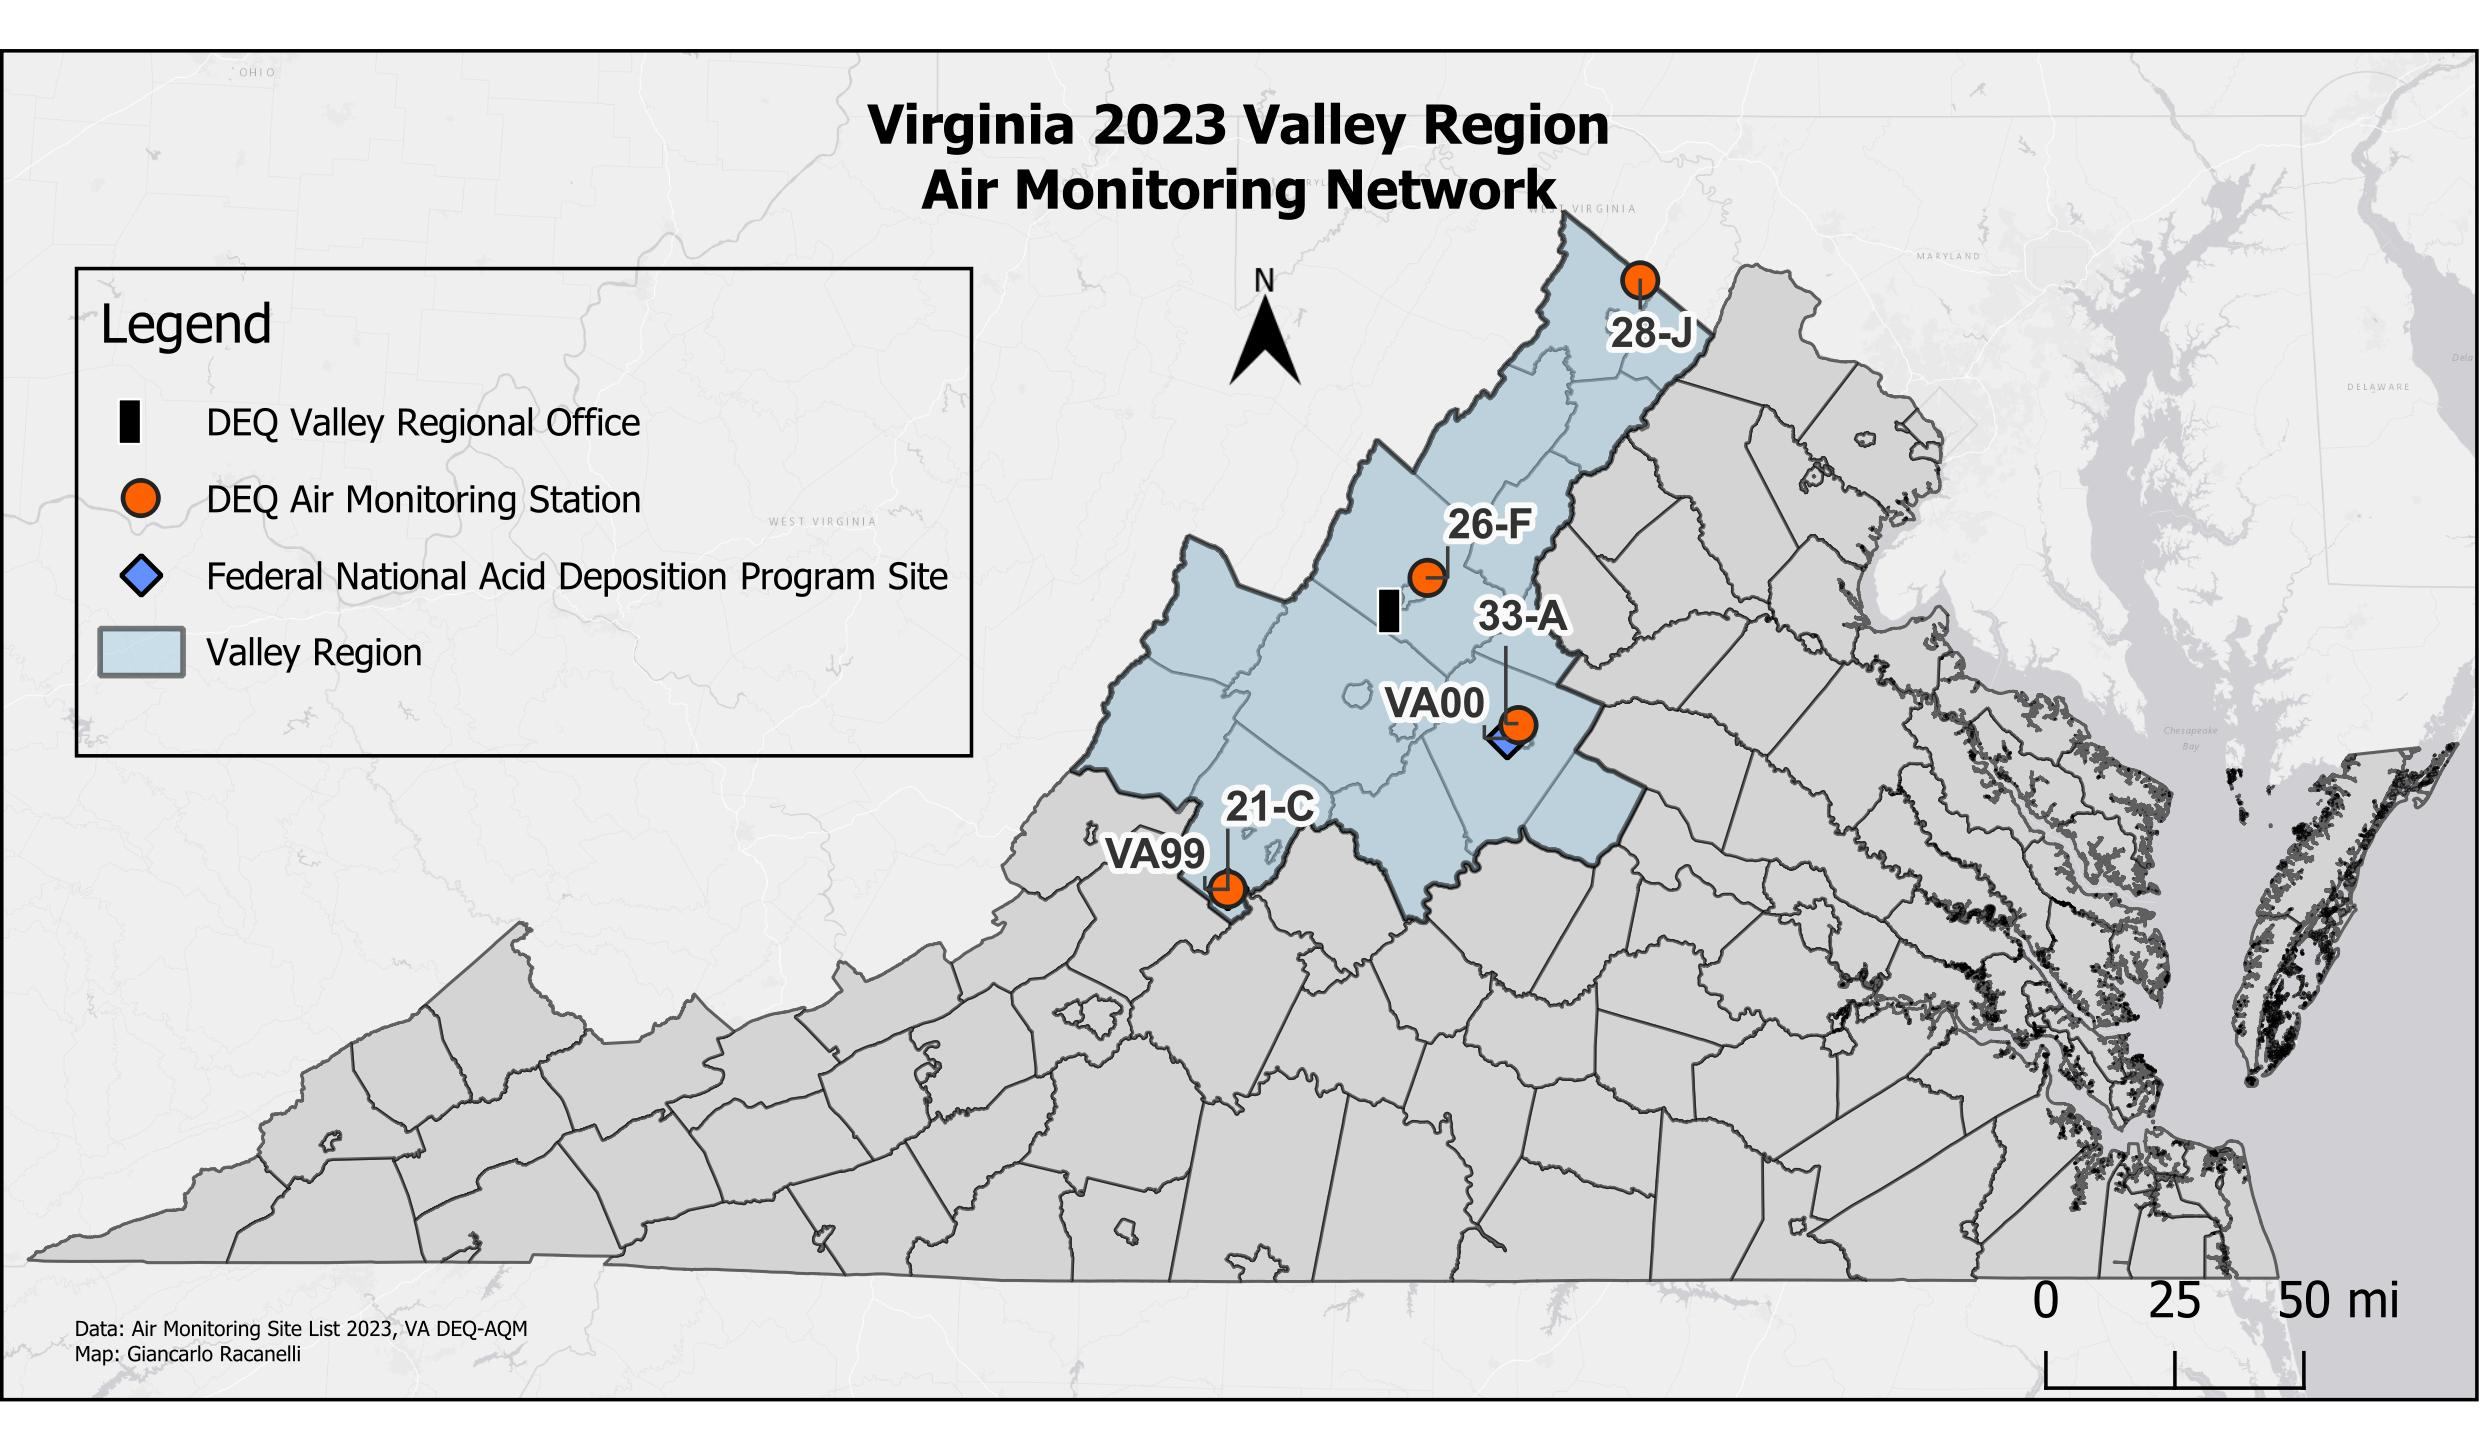 OHIO
Virginia 2023 Valley Region
Air Monitoring Network
WEST VIRGINIA
MARYLAND
N
Legend
DEQ Valley Regional Office
DEQ Air Monitoring Station
Federal National Acid Deposition Program Site
Valley Region
28-J
DELAWARE
WEST VIRGINIA
26-F
33-A
VA00
Chesapeake
Bay
21-C
VA99
0 25 50 mi
Data: Air Monitoring Site List 2023, VA DEQ-AQM
Map: Giancarlo Racanelli